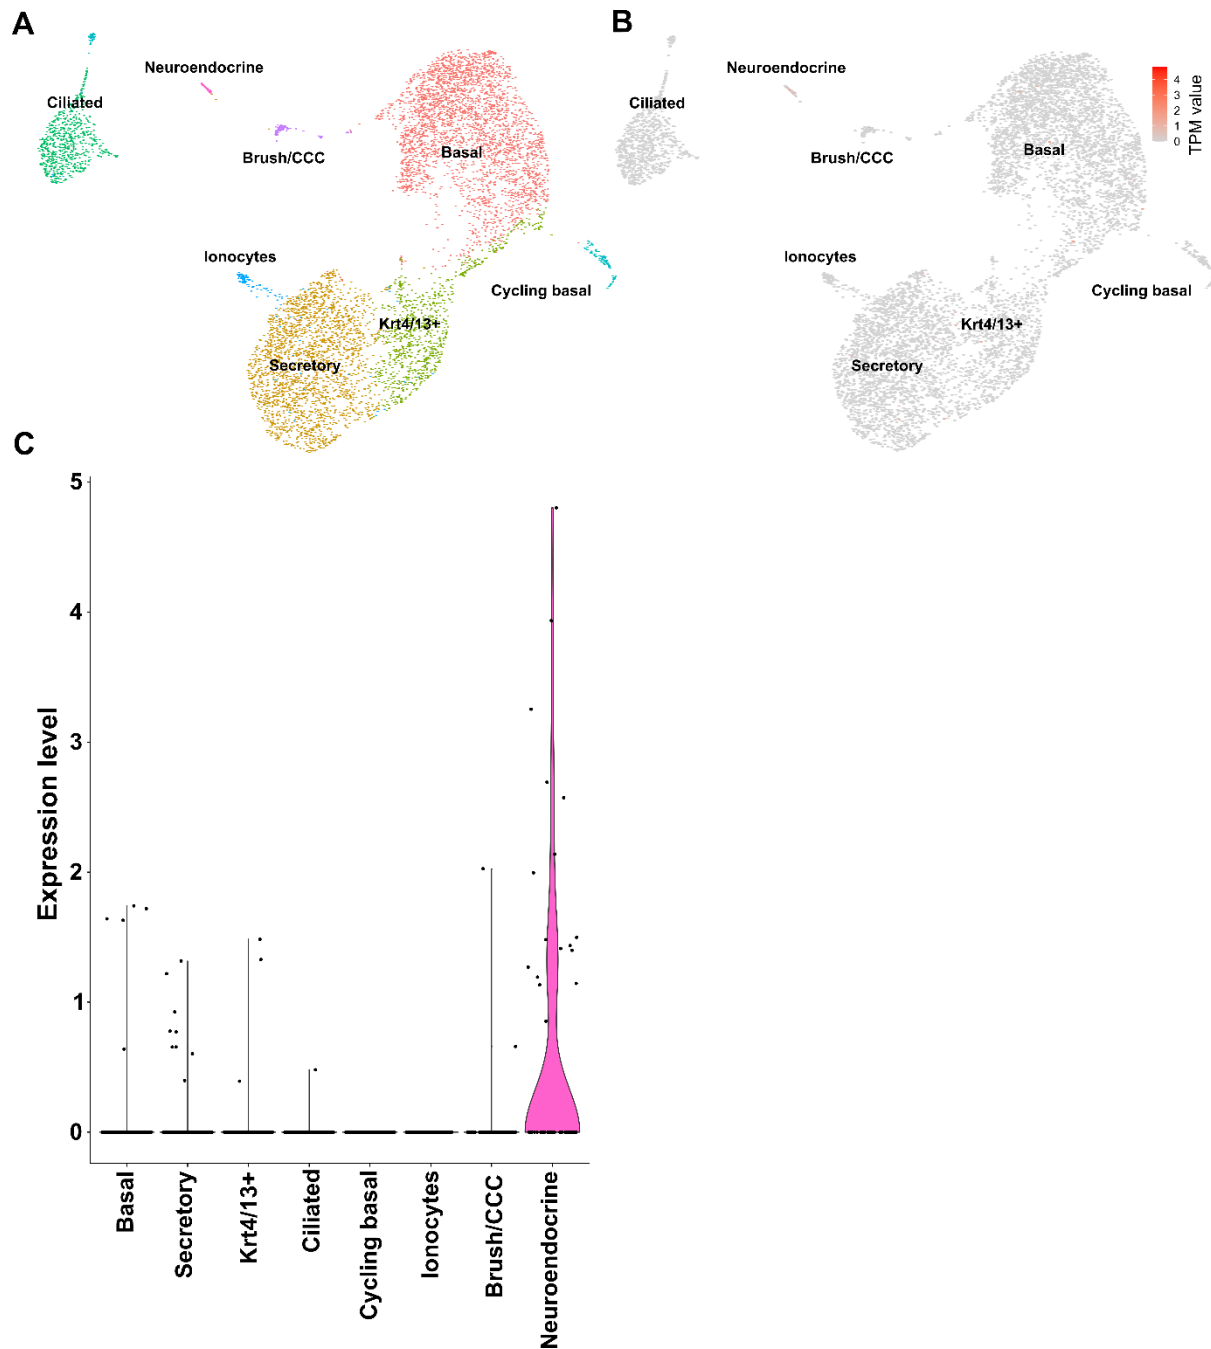 A
Neuroendocrine
Ciliated
Brush/CCC
Basal
Ionocytes
Cycling basal
Krt4/13+
Secretory
B
Neuroendocrine
Ciliated
Brush/CCC
Basal
4
3
2
1
0
TPM value
Ionocytes
Cycling basal
Krt4/13+
Secretory
C
Expression level
5
4
3
2
1
0
Basal
Secretory
Krt4/13+
Ciliated
Cycling basal
Ionocytes
Brush/CCC
Neuroendocrine